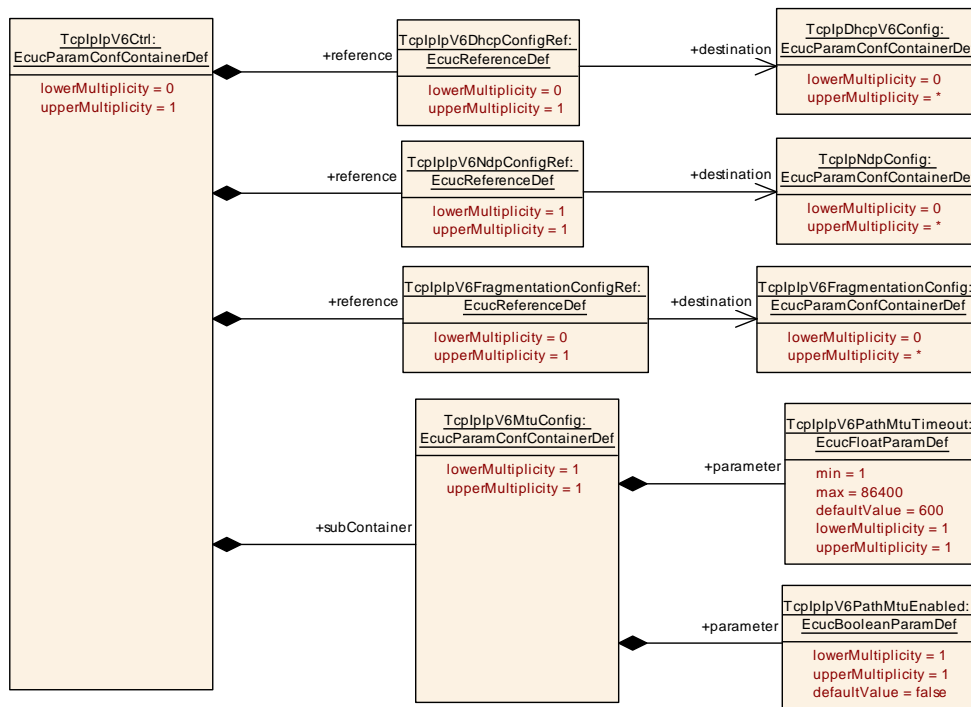 TcpIpIpV6Ctrl:
EcucParamConfContainerDef
lowerMultiplicity = 0
upperMultiplicity = 1
+reference
TcpIpIpV6DhcpConfigRef:
EcucReferenceDef
lowerMultiplicity = 0
upperMultiplicity = 1
+destination
TcpIpDhcpV6Config:
EcucParamConfContainerDef
lowerMultiplicity = 0
upperMultiplicity = *
+reference
TcpIpIpV6NdpConfigRef:
EcucReferenceDef
lowerMultiplicity = 1
upperMultiplicity = 1
+destination
TcpIpNdpConfig:
EcucParamConfContainerDef
lowerMultiplicity = 0
upperMultiplicity = *
+reference
TcpIpIpV6FragmentationConfigRef:
EcucReferenceDef
lowerMultiplicity = 0
upperMultiplicity = 1
+destination
TcpIpIpV6FragmentationConfig:
EcucParamConfContainerDef
lowerMultiplicity = 0
upperMultiplicity = *
+subContainer
TcpIpIpV6MtuConfig:
EcucParamConfContainerDef
lowerMultiplicity = 1
upperMultiplicity = 1
+parameter
TcpIpIpV6PathMtuTimeout:
EcucFloatParamDef
min = 1
max = 86400
defaultValue = 600
lowerMultiplicity = 1
upperMultiplicity = 1
+parameter
TcpIpIpV6PathMtuEnabled:
EcucBooleanParamDef
lowerMultiplicity = 1
upperMultiplicity = 1
defaultValue = false